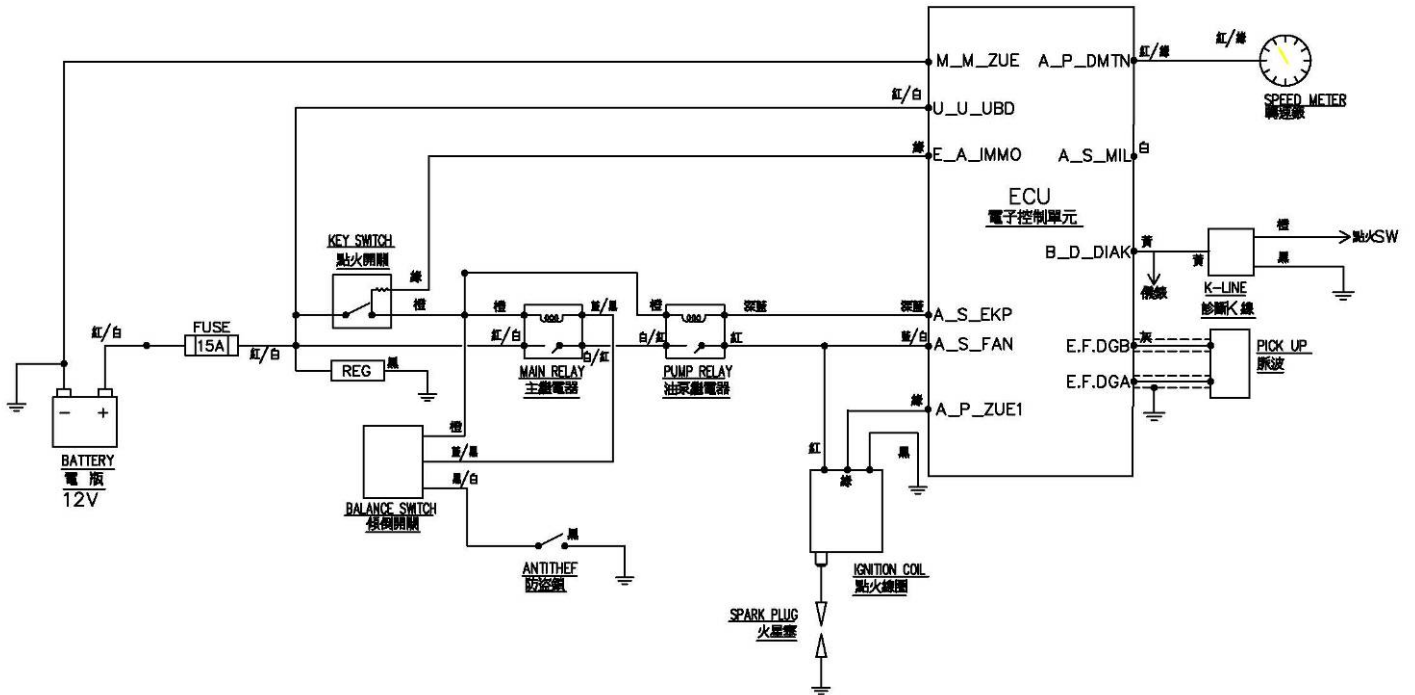 M_M_ZUE
A_P_DMTN
紅/綠
紅/綠
SPEED METER
轉速錶
紅/白
U_U_UBD
綠
E_A_IMMO
A_S_MIL
白
ECU
電子控制單元
KEY SWITCH
點火開關
綠
橙
B_D_DIAK
黃
黃
橙
點火SW
黑
儀錶
K-LINE
診斷K線
橙
藍/黑
橙
深藍
深藍
A_S_EKP
紅/白
FUSE
15A
紅/白
紅/白
白/紅
白/紅
紅
藍/白
A_S_FAN
E.F.DGB
灰
PICK UP
脈波
REG
黑
MAIN RELAY
主繼電器
PUMP RELAY
油泵繼電器
E.F.DGA
綠
A_P_ZUE1
- +
BATTERY
電瓶
12V
橙
藍/黑
黑/白
BALANCE SWITCH
傾倒開關
紅
綠
黑
黑
ANTITHEF
防盜鎖
IGNITION COIL
點火線圈
SPARK PLUG
火星塞